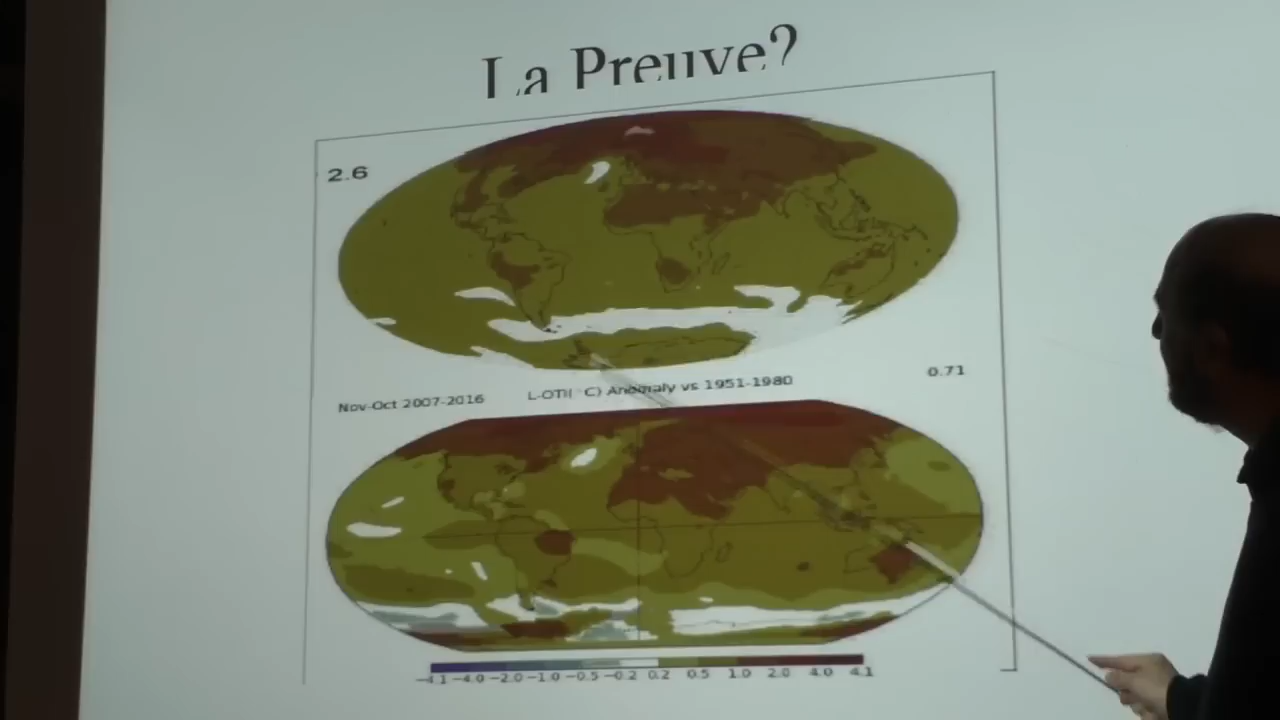 La Preuve?
2.6
Nov-Oct 2007-2016 L-OTI(°C) Anomaly vs 1951-1980 0.71
-4.1 -4.0 -2.0 -1.0 -0.5 -0.2 0.2 0.5 1.0 2.0 4.0 4.1